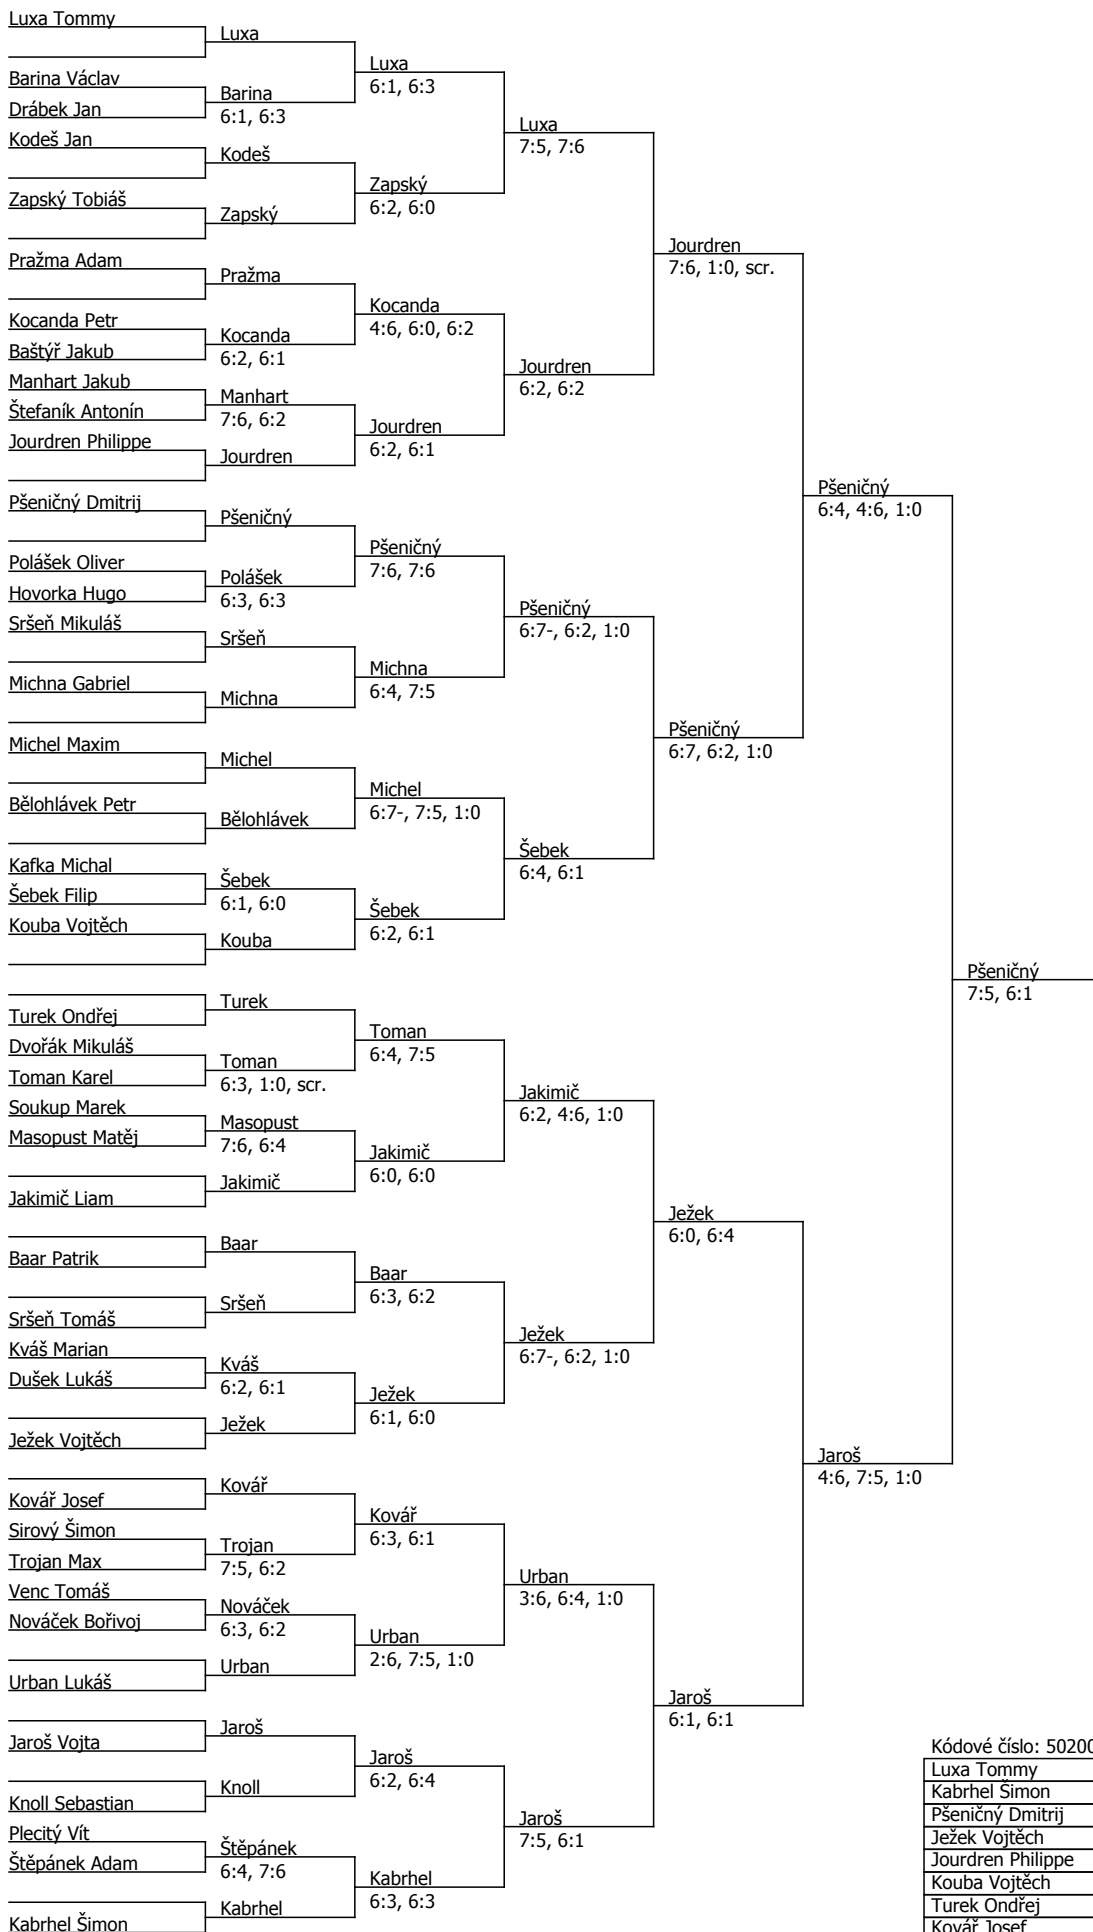 Luxa Tommy
Luxa
Luxa
6:1, 6:3
Barina Václav
Barina
Drábek Jan
6:1, 6:3
Luxa
7:5, 7:6
Kodeš Jan
Kodeš
Zapský
6:2, 6:0
Zapský Tobiáš
Zapský
Jourdren
7:6, 1:0, scr.
Pražma Adam
Pražma
Kocanda
4:6, 6:0, 6:2
Kocanda Petr
Kocanda
Baštýř Jakub
6:2, 6:1
Jourdren
6:2, 6:2
Manhart Jakub
Manhart
Štefaník Antonín
7:6, 6:2
Jourdren
6:2, 6:1
Jourdren Philippe
Jourdren
Pšeničný
6:4, 4:6, 1:0
Pšeničný Dmitrij
Pšeničný
Pšeničný
7:6, 7:6
Polášek Oliver
Polášek
Hovorka Hugo
6:3, 6:3
Pšeničný
6:7-, 6:2, 1:0
Sršeň Mikuláš
Sršeň
Michna
6:4, 7:5
Michna Gabriel
Michna
Pšeničný
6:7, 6:2, 1:0
Michel Maxim
Michel
Michel
6:7-, 7:5, 1:0
Bělohlávek Petr
Bělohlávek
Šebek
6:4, 6:1
Kafka Michal
Šebek
Šebek Filip
6:1, 6:0
Šebek
6:2, 6:1
Kouba Vojtěch
Kouba
Pšeničný
7:5, 6:1
Turek
Turek Ondřej
Toman
6:4, 7:5
Dvořák Mikuláš
Toman
Toman Karel
6:3, 1:0, scr.
Jakimič
6:2, 4:6, 1:0
Soukup Marek
Masopust
Masopust Matěj
7:6, 6:4
Jakimič
6:0, 6:0
Jakimič
Jakimič Liam
Ježek
6:0, 6:4
Baar
Baar Patrik
Baar
6:3, 6:2
Sršeň
Sršeň Tomáš
Ježek
6:7-, 6:2, 1:0
Kváš Marian
Kváš
Dušek Lukáš
6:2, 6:1
Ježek
6:1, 6:0
Ježek
Ježek Vojtěch
Jaroš
4:6, 7:5, 1:0
Kovář
Kovář Josef
Kovář
6:3, 6:1
Sirový Šimon
Trojan
Trojan Max
7:5, 6:2
Urban
3:6, 6:4, 1:0
Venc Tomáš
Nováček
Nováček Bořivoj
6:3, 6:2
Urban
2:6, 7:5, 1:0
Urban
Urban Lukáš
Jaroš
6:1, 6:1
Jaroš
Jaroš Vojta
Jaroš
6:2, 6:4
Knoll
Knoll Sebastian
Jaroš
7:5, 6:1
Plecitý Vít
Štěpánek
Štěpánek Adam
6:4, 7:6
Kabrhel
6:3, 6:3
Kabrhel
Kabrhel Šimon
Kódové číslo: 50200
Luxa Tommy
Kabrhel Šimon
Pšeničný Dmitrij
Ježek Vojtěch
Jourdren Philippe
Kouba Vojtěch
Turek Ondřej
Kovář Josef